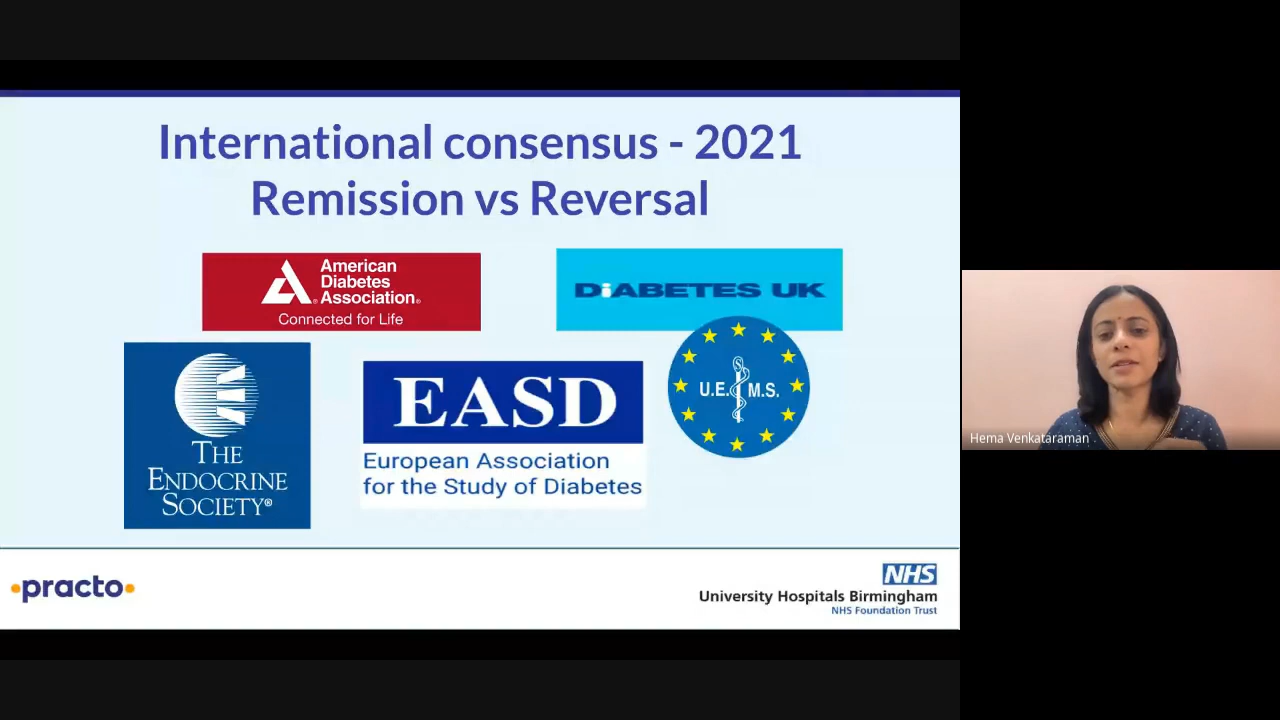 International consensus - 2021
Remission vs Reversal
American
Diabetes
Association®
Connected for Life
DiABETES UK
THE
ENDOCRINE
SOCIETY®
EASD
European Association
for the Study of Diabetes
U.E.M.S.
Hema Venkataraman
practo
NHS
University Hospitals Birmingham
NHS Foundation Trust